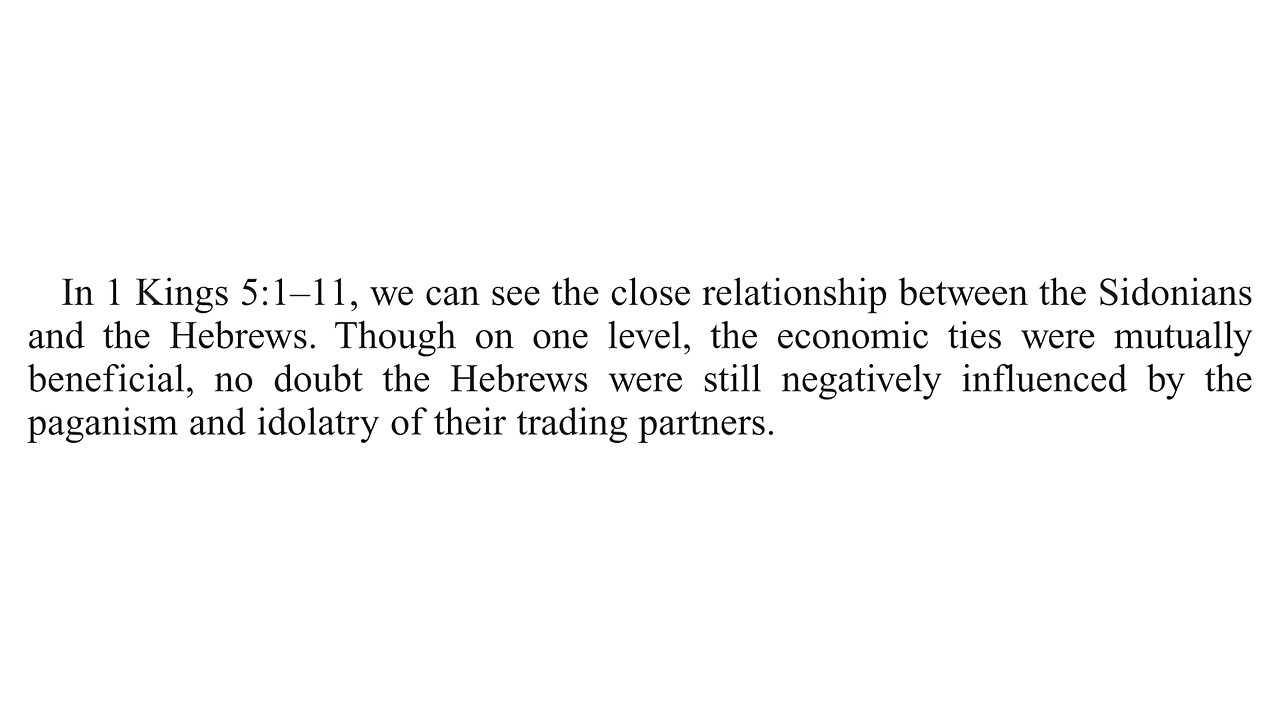 In 1 Kings 5:1–11, we can see the close relationship between the Sidonians
and the Hebrews. Though on one level, the economic ties were mutually
beneficial, no doubt the Hebrews were still negatively influenced by the
paganism and idolatry of their trading partners.